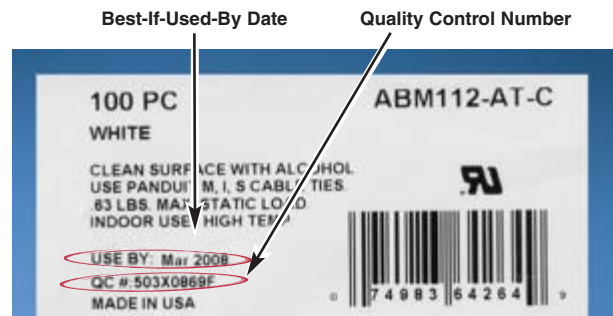 Best-If-Used-By Date Quality Control Number
100 PC ABM112-AT-C
WHITE
CLEAN SURFACE WITH ALCOHOL
USE PANDUIT M, I, S CABLE TIES.
.63 LBS. MAX STATIC LOAD
INDOOR USE, HIGH TEMP
USE BY: Mar 2008
QC #:503X0869F
MADE IN USA
0 74983 64264 9